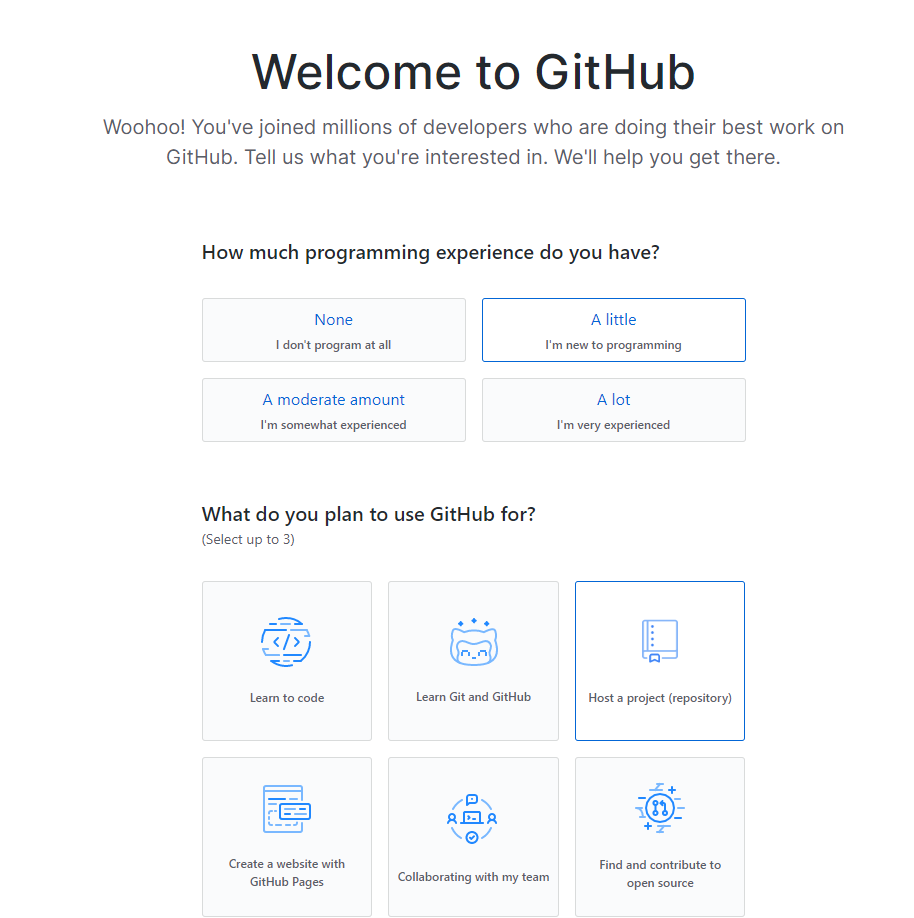 Welcome to GitHub
Woohoo! You've joined millions of developers who are doing their best work on
GitHub. Tell us what you're interested in. We'll help you get there.
How much programming experience do you have?
None
I don't program at all
A little
I'm new to programming
A moderate amount
I'm somewhat experienced
A lot
I'm very experienced
What do you plan to use GitHub for?
(Select up to 3)
Learn to code
Learn Git and GitHub
Host a project (repository)
Create a website with
GitHub Pages
Collaborating with my team
Find and contribute to
open source